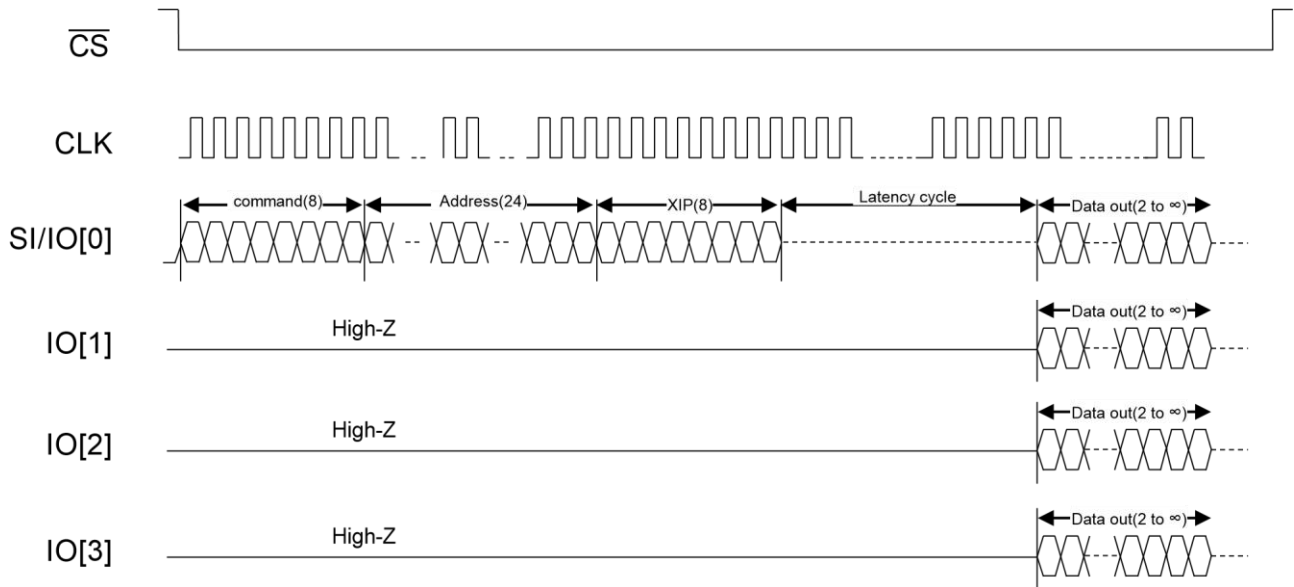 CS
CLK
command(8) Address(24) XIP(8) Latency cycle Data out(2 to ∞)
SI/IO[0]
Data out(2 to ∞)
High-Z
IO[1]
Data out(2 to ∞)
High-Z
IO[2]
Data out(2 to ∞)
High-Z
IO[3]